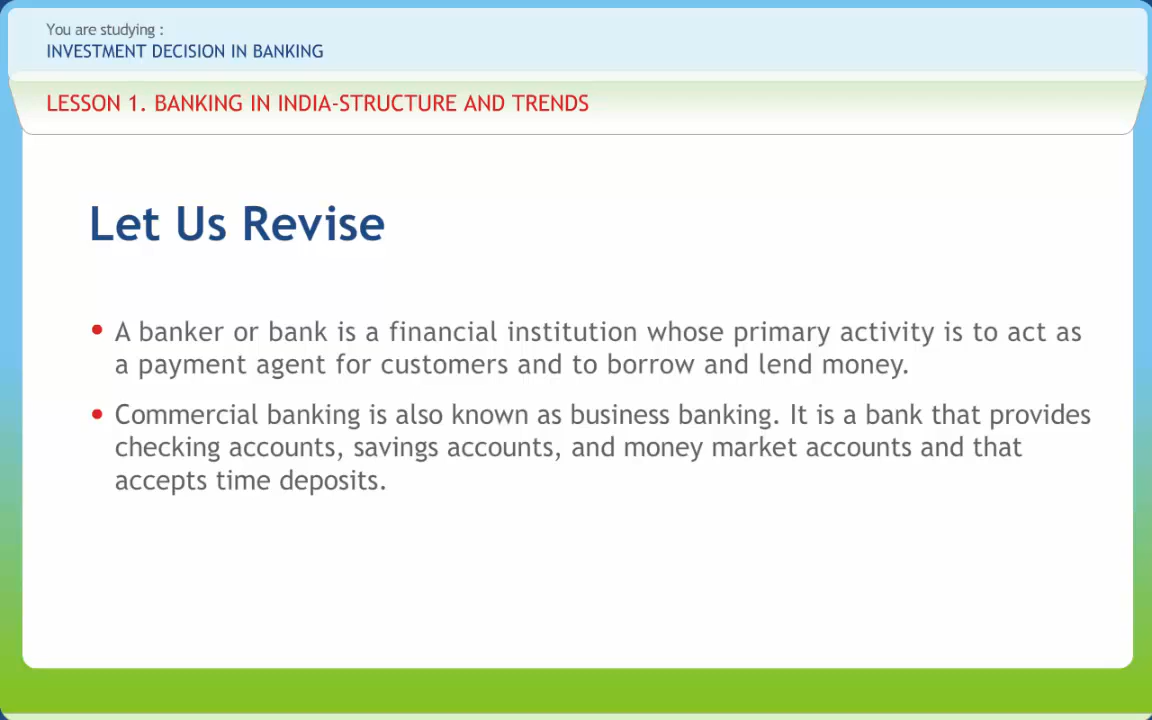 You are studying :
INVESTMENT DECISION IN BANKING
LESSON 1. BANKING IN INDIA-STRUCTURE AND TRENDS
Let Us Revise
• A banker or bank is a financial institution whose primary activity is to act as
a payment agent for customers and to borrow and lend money.
• Commercial banking is also known as business banking. It is a bank that provides
checking accounts, savings accounts, and money market accounts and that
accepts time deposits.